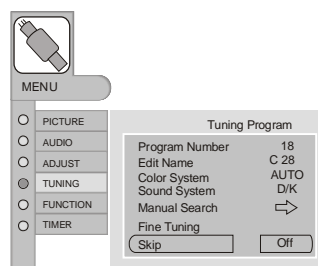 MENU
PICTURE
AUDIO
ADJUST
TUNING
FUNCTION
TIMER
Tuning Program
Program Number 18
Edit Name C 28
Color System AUTO
Sound System D/K
Manual Search
Fine Tuning
Skip Off